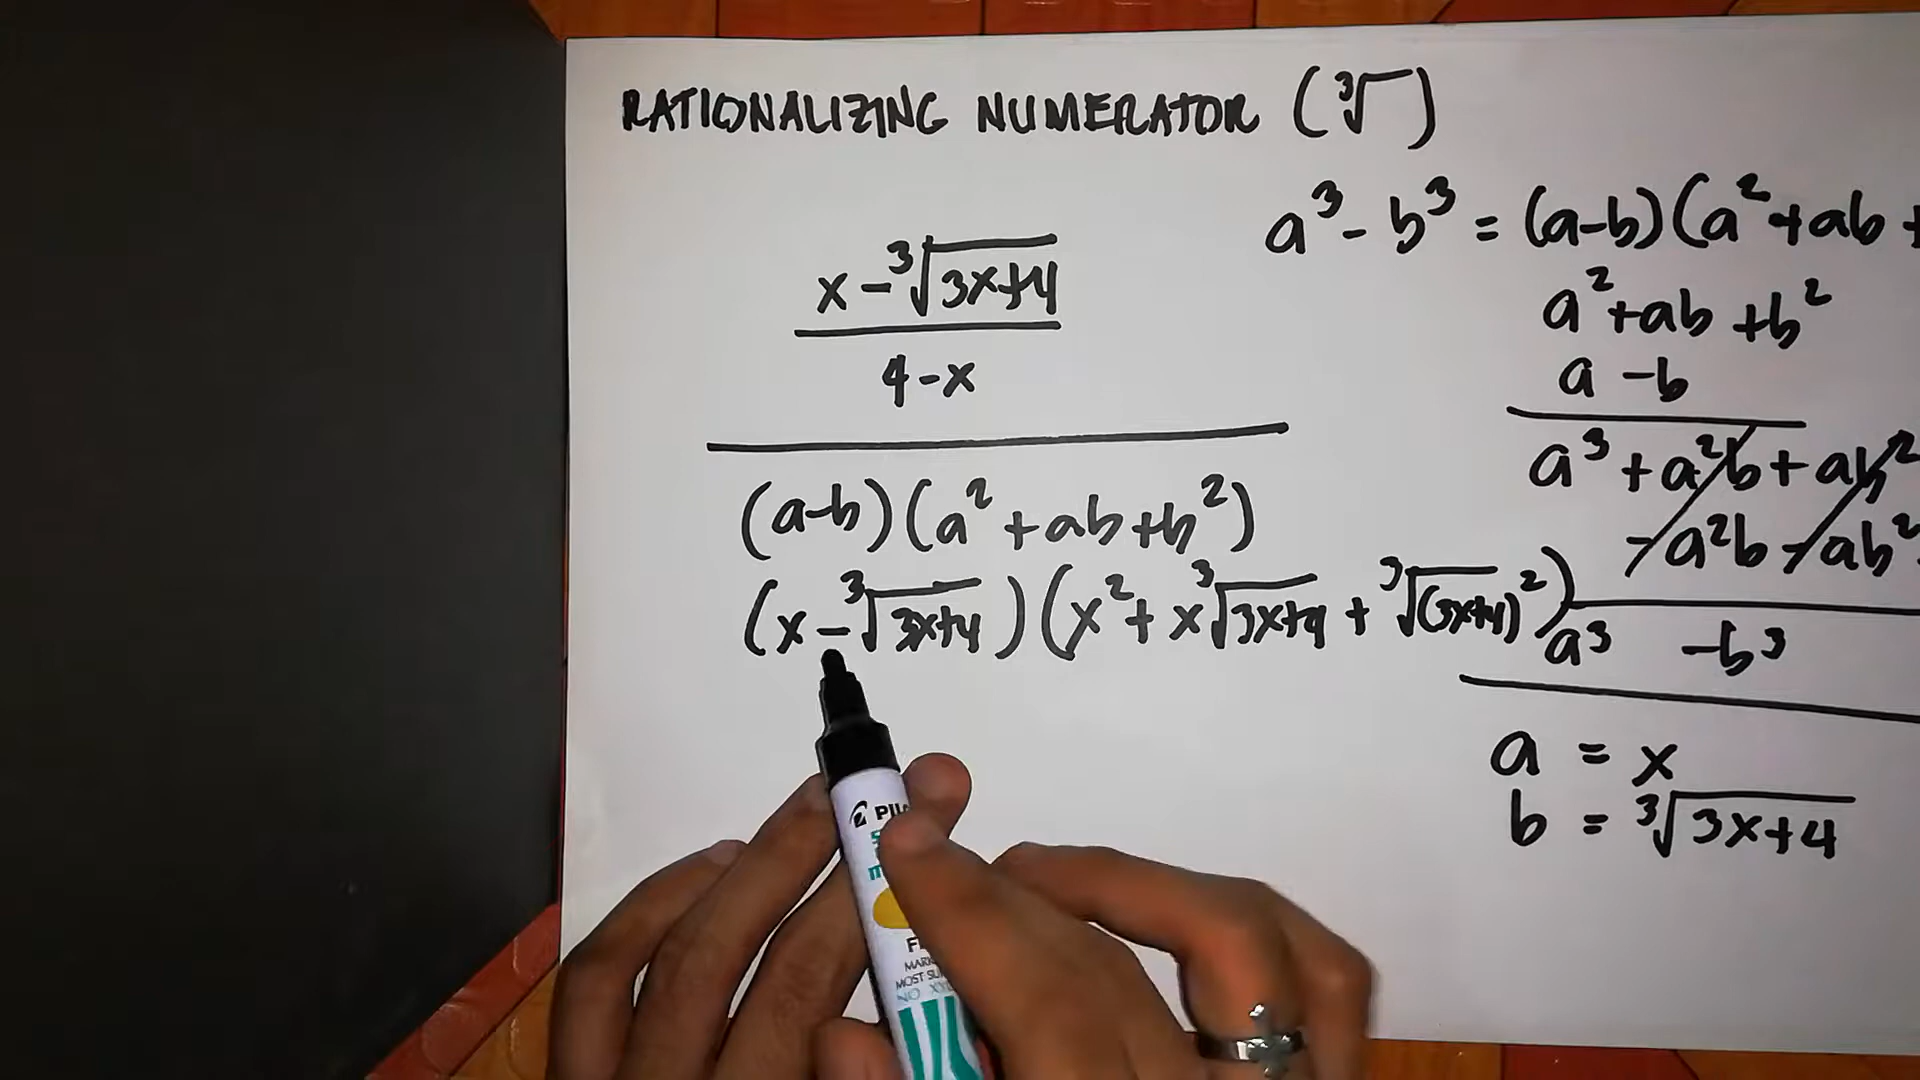 RATIONALIZING NUMERATOR (∛ )
x - ∛3x+4
4 - x
(a-b)(a² + ab + b²)
(x - ∛3x+4)(x² + x∛3x+4 + ∛(3x+4)²)
a³ - b³ = (a-b)(a² + ab +
a² + ab + b²
a - b
a³ + a²b + ab²
- a²b - ab²
a³ - b³
a = x
b = ∛3x+4
MOST